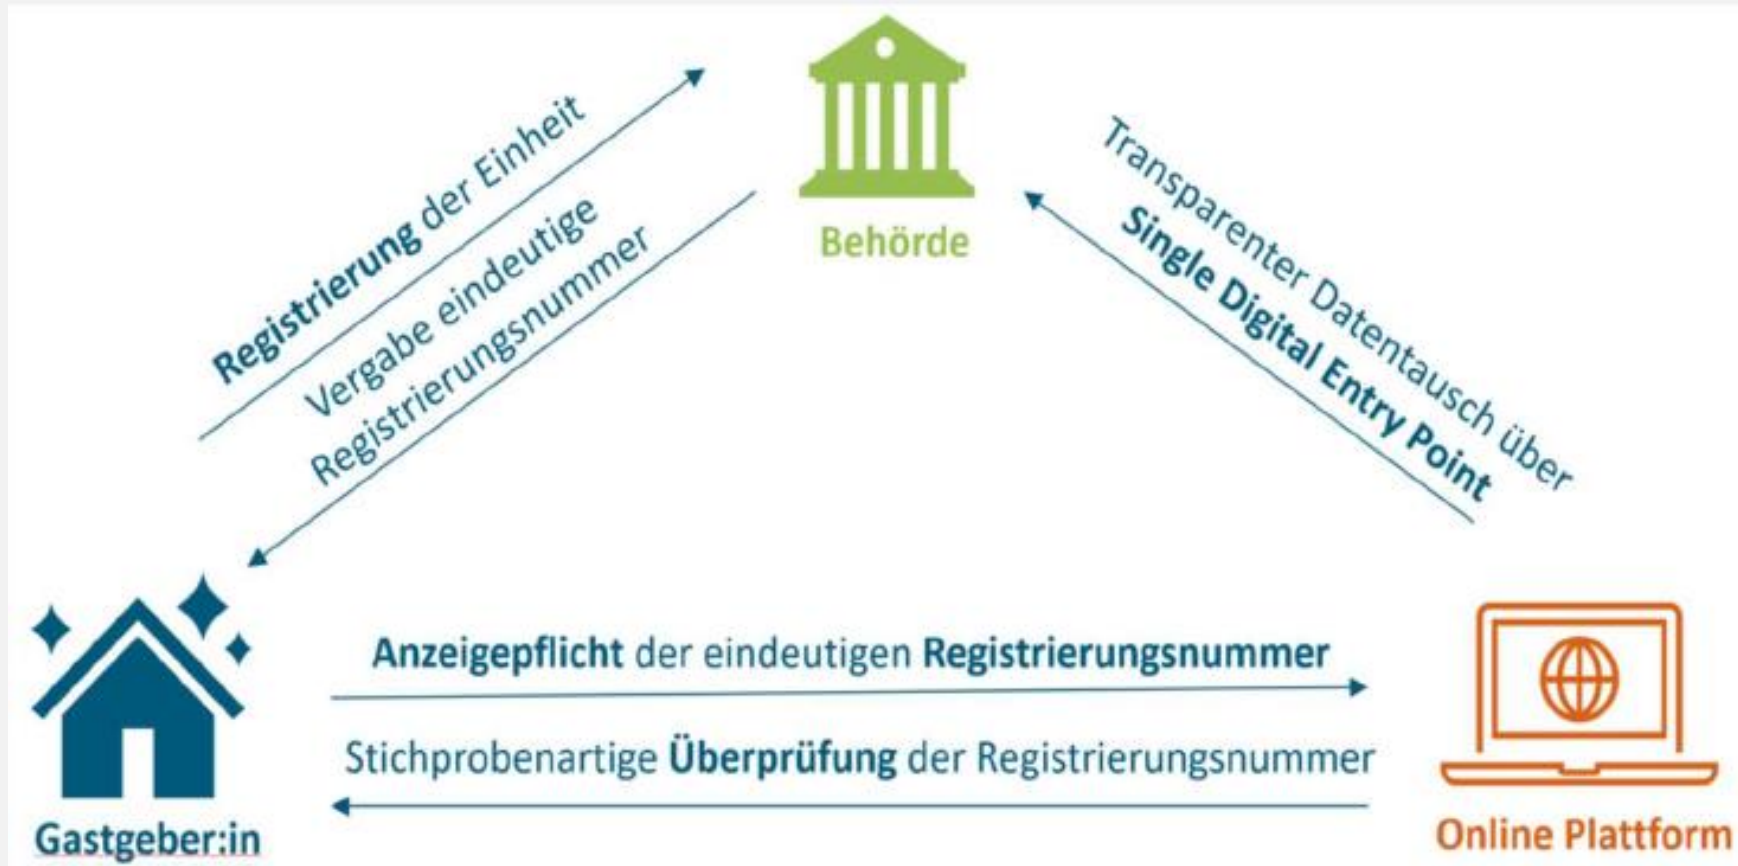 Behörde
Registrierung der Einheit
Vergabe eindeutige
Registrierungsnummer
Transparenter Datentausch über
Single Digital Entry Point
Anzeigepflicht der eindeutigen Registrierungsnummer
Stichprobenartige Überprüfung der Registrierungsnummer
Gastgeber:in
Online Plattform